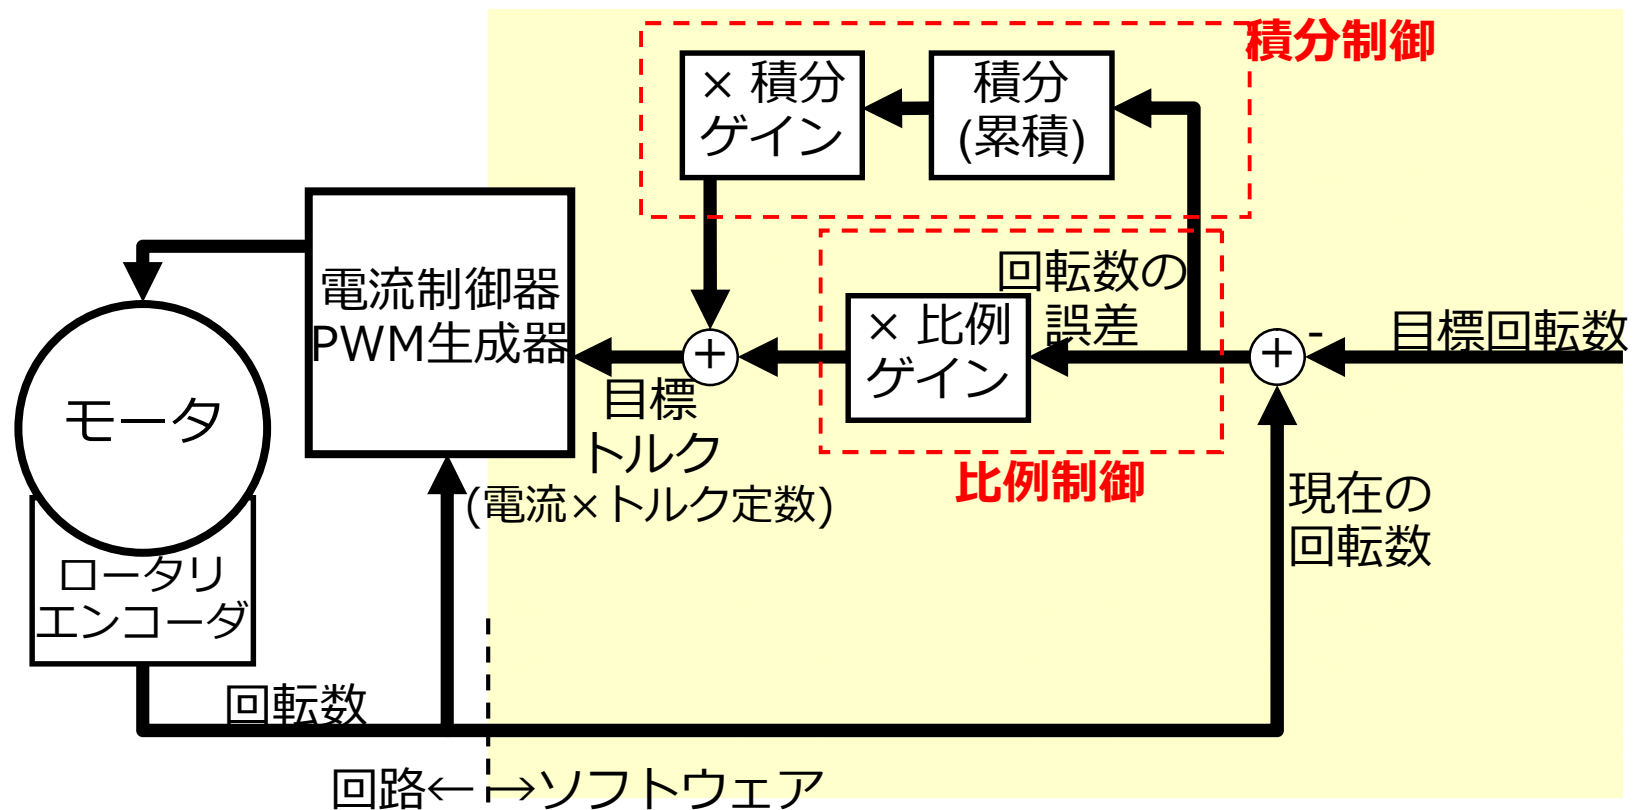 積分制御
× 積分
ゲイン
積分
(累積)
電流制御器
PWM生成器
回転数の
誤差
× 比例
ゲイン
+
+
-
目標回転数
モータ
目標
トルク
(電流×トルク定数)
比例制御
現在の
回転数
ロータリ
エンコーダ
回転数
回路←→ソフトウェア